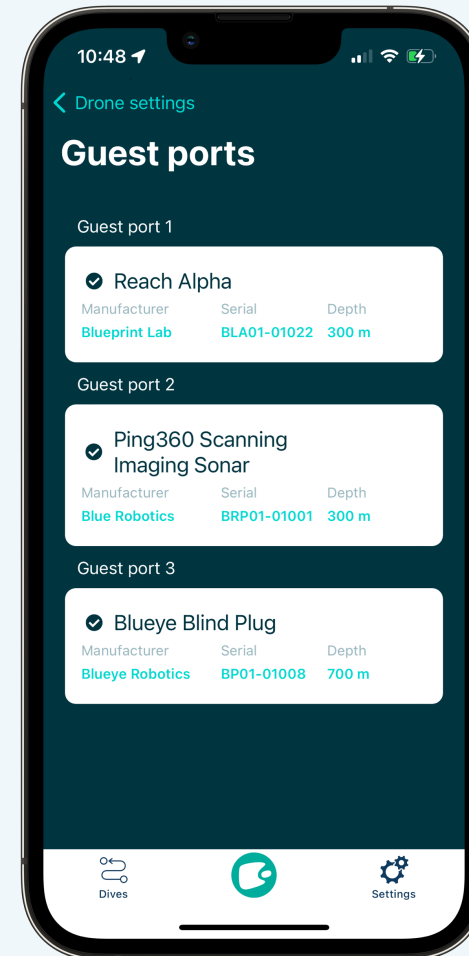 10:48
Drone settings
Guest ports
Guest port 1
Reach Alpha
Manufacturer Serial Depth
Blueprint Lab BLA01-01022 300 m
Guest port 2
Ping360 Scanning
Imaging Sonar
Manufacturer Serial Depth
Blue Robotics BRP01-01001 300 m
Guest port 3
Blueye Blind Plug
Manufacturer Serial Depth
Blueye Robotics BP01-01008 700 m
Dives Settings